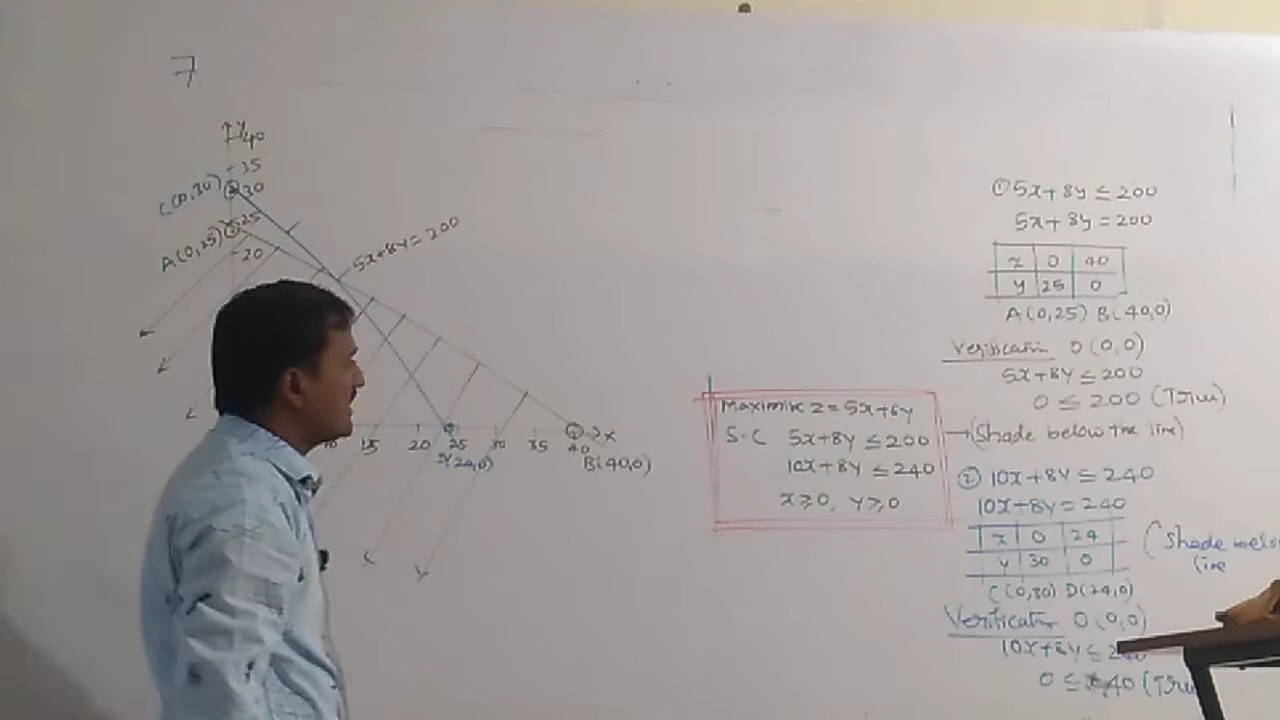 7
y
40
35
C(0,30) 30
25
A(0,25)
20
5x+8y=200
10 15 20 25 30 35 40 x
D(24,0)
B(40,0)
Maximize Z=5x+6y
S.C 5x+8y ≤200 →(Shade below the line)
10x+8y ≤240
x≥0, y≥0
① 5x+8y ≤200
5x+8y=200
x 0 40
y 25 0
A(0,25) B(40,0)
Verification O(0,0)
5x+8y≤200
0 ≤ 200 (True)
② 10x+8y ≤240
10x+8y=240
x 0 24
y 30 0
(Shade below
line
C(0,30) D(24,0)
Verification O(0,0)
10x+8y ≤ 240
0 ≤ 240 (True